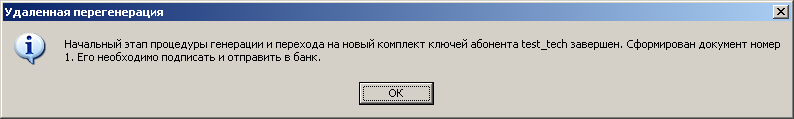 Удаленная перегенерация
Начальный этап процедуры генерации и перехода на новый комплект ключей абонента test_tech завершен. Сформирован документ номер
1. Его необходимо подписать и отправить в банк.
OK